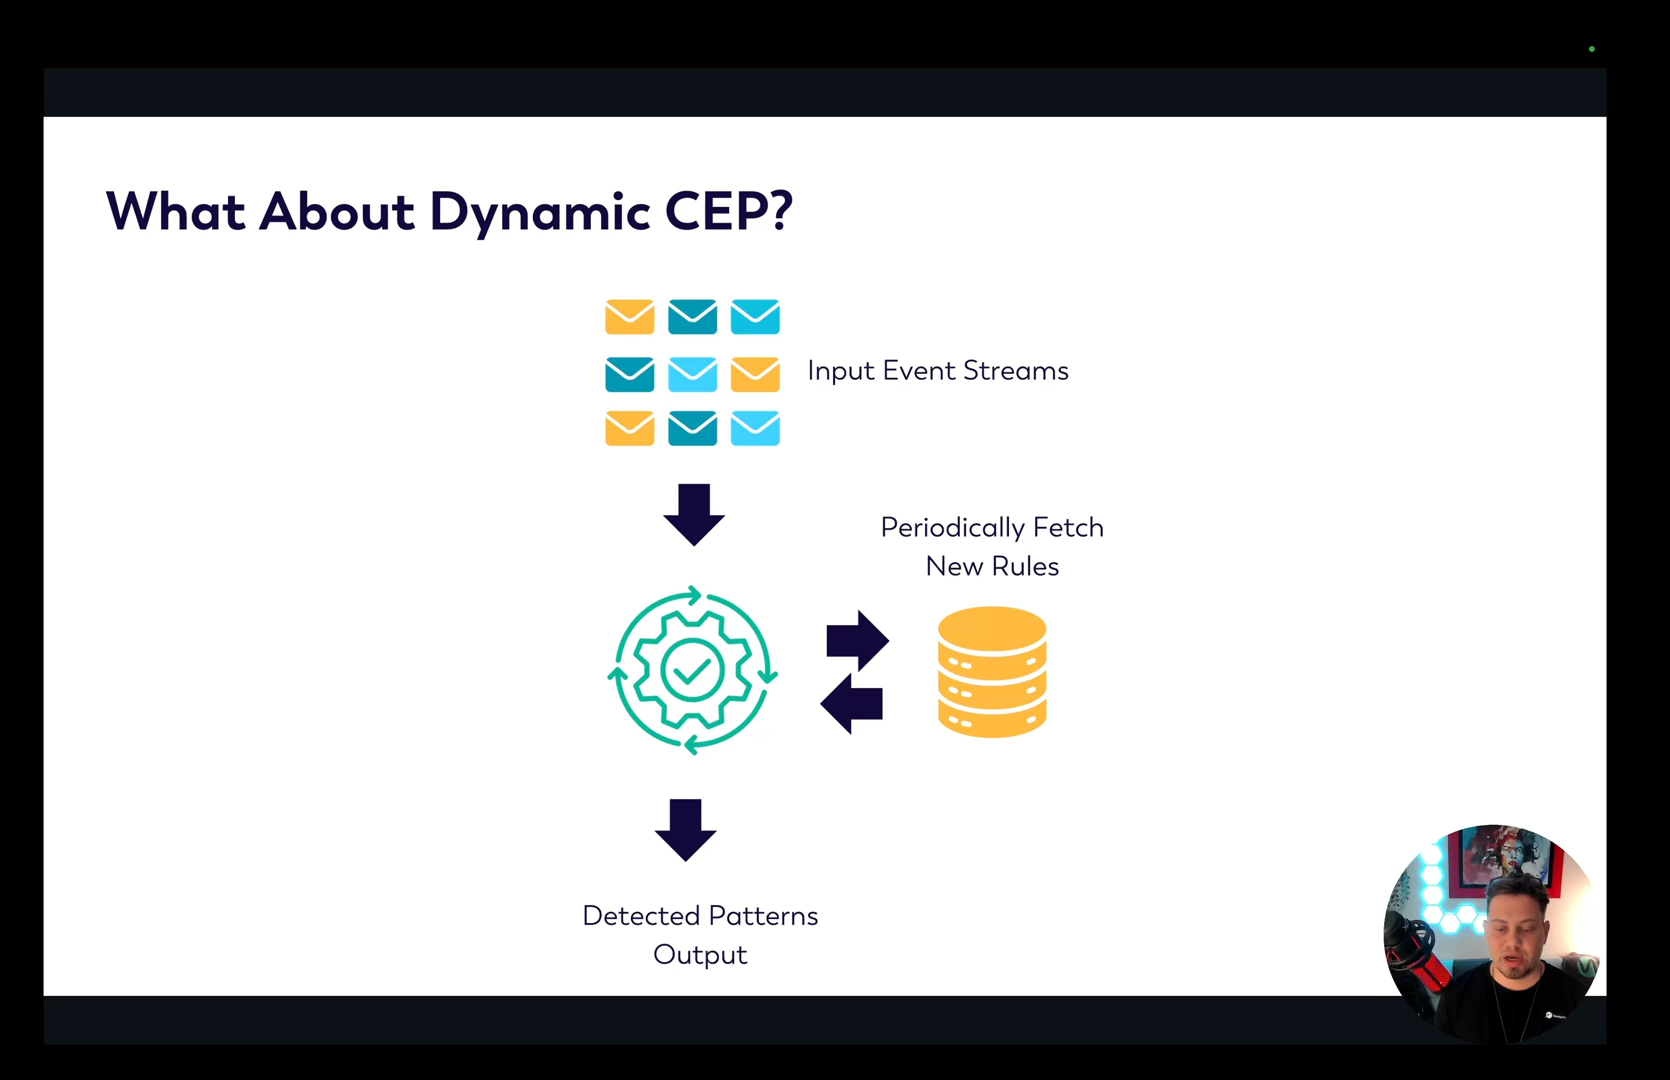 What About Dynamic CEP?
Input Event Streams
Periodically Fetch
New Rules
Detected Patterns
Output